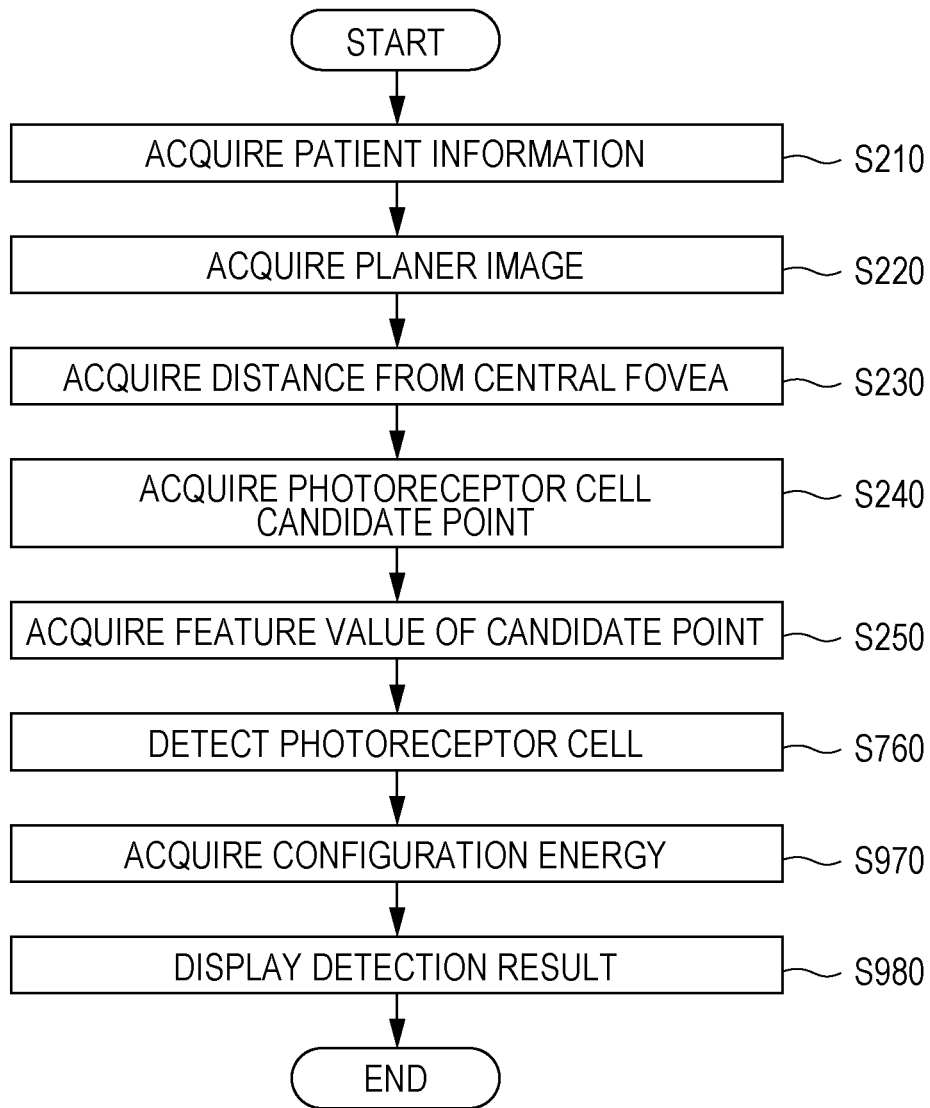 START
ACQUIRE PATIENT INFORMATION
S210
ACQUIRE PLANER IMAGE
S220
ACQUIRE DISTANCE FROM CENTRAL FOVEA
S230
ACQUIRE PHOTORECEPTOR CELL
CANDIDATE POINT
S240
ACQUIRE FEATURE VALUE OF CANDIDATE POINT
S250
DETECT PHOTORECEPTOR CELL
S760
ACQUIRE CONFIGURATION ENERGY
S970
DISPLAY DETECTION RESULT
S980
END